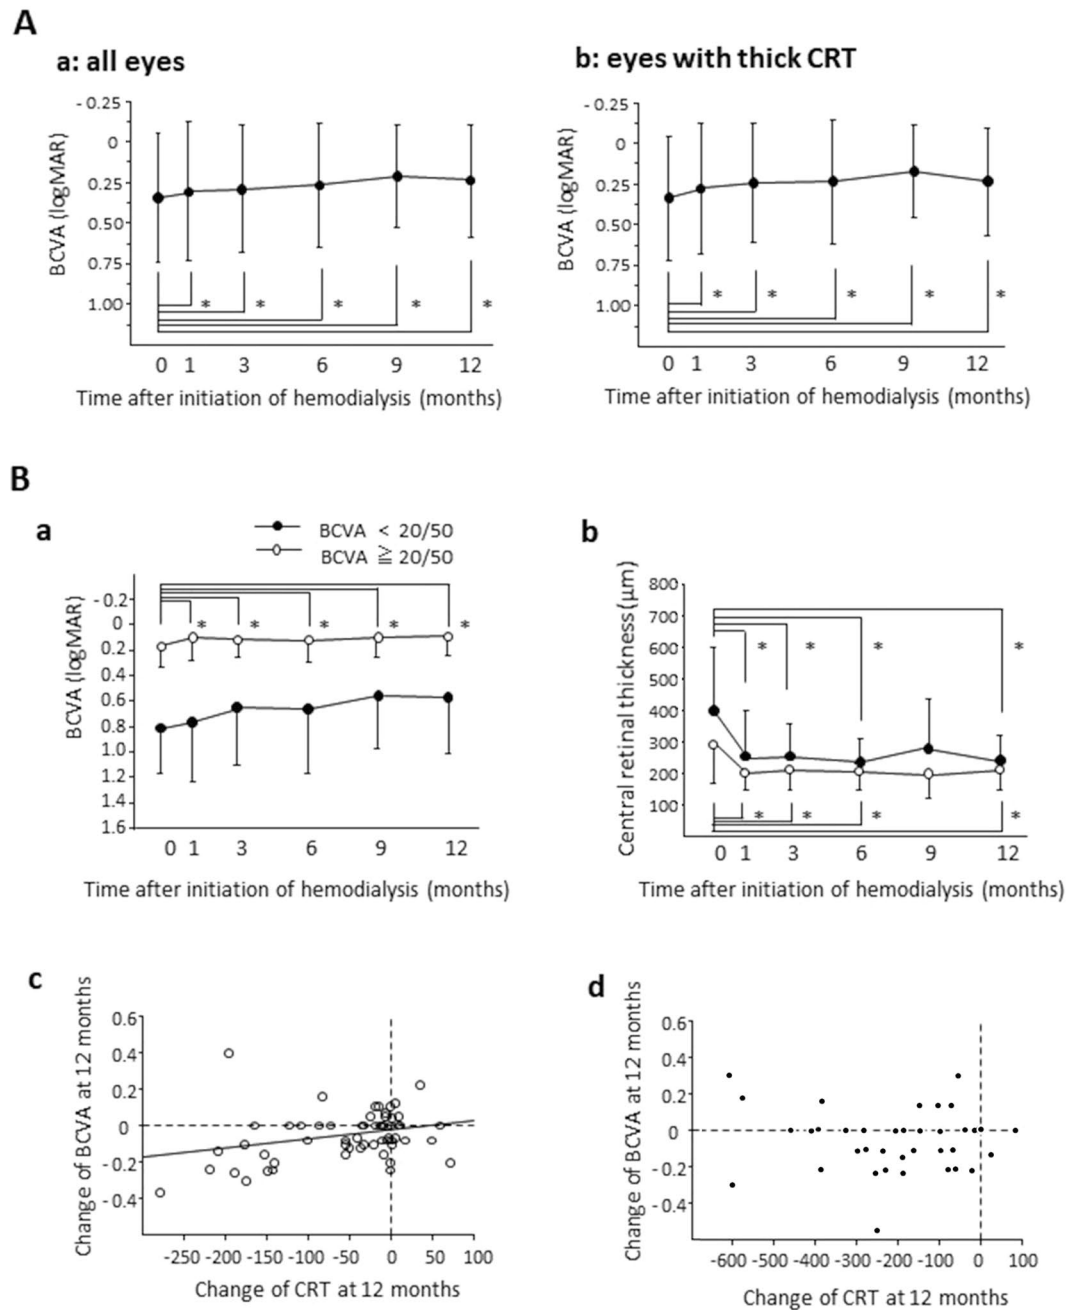 A
a: all eyes
b: eyes with thick CRT
- 0.25
0
0.25
0.50
0.75
1.00
BCVA (logMAR)
* * * * *
0 1 3 6 9 12
Time after initiation of hemodialysis (months)
- 0.25
0
0.25
0.50
0.75
1.00
BCVA (logMAR)
* * * * *
0 1 3 6 9 12
Time after initiation of hemodialysis (months)
B
a
BCVA < 20/50
BCVA ≧ 20/50
- 0.2
0
0.2
0.4
0.6
0.8
1.0
1.2
1.4
1.6
BCVA (logMAR)
* * * * *
0 1 3 6 9 12
Time after initiation of hemodialysis (months)
b
800
700
600
500
400
300
200
100
Central retinal thickness (μm)
* * * *
* * * *
0 1 3 6 9 12
Time after initiation of hemodialysis (months)
c
0.6
0.4
0.2
0
- 0.2
- 0.4
Change of BCVA at 12 months
-250 -200 -150 -100 -50 0 50 100
Change of CRT at 12 months
d
0.6
0.4
0.2
0
- 0.2
- 0.4
Change of BCVA at 12 months
-600 -500 -400 -300 -200 -100 0 100
Change of CRT at 12 months